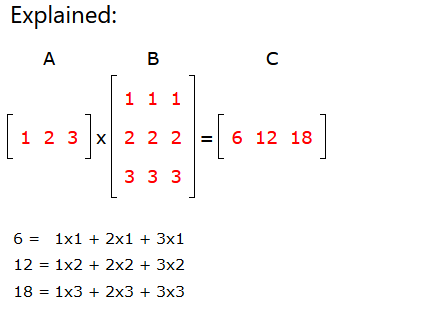 Explained:
A B C
1 1 1
1 2 3 x 2 2 2 = 6 12 18
3 3 3
6 = 1x1 + 2x1 + 3x1
12 = 1x2 + 2x2 + 3x2
18 = 1x3 + 2x3 + 3x3